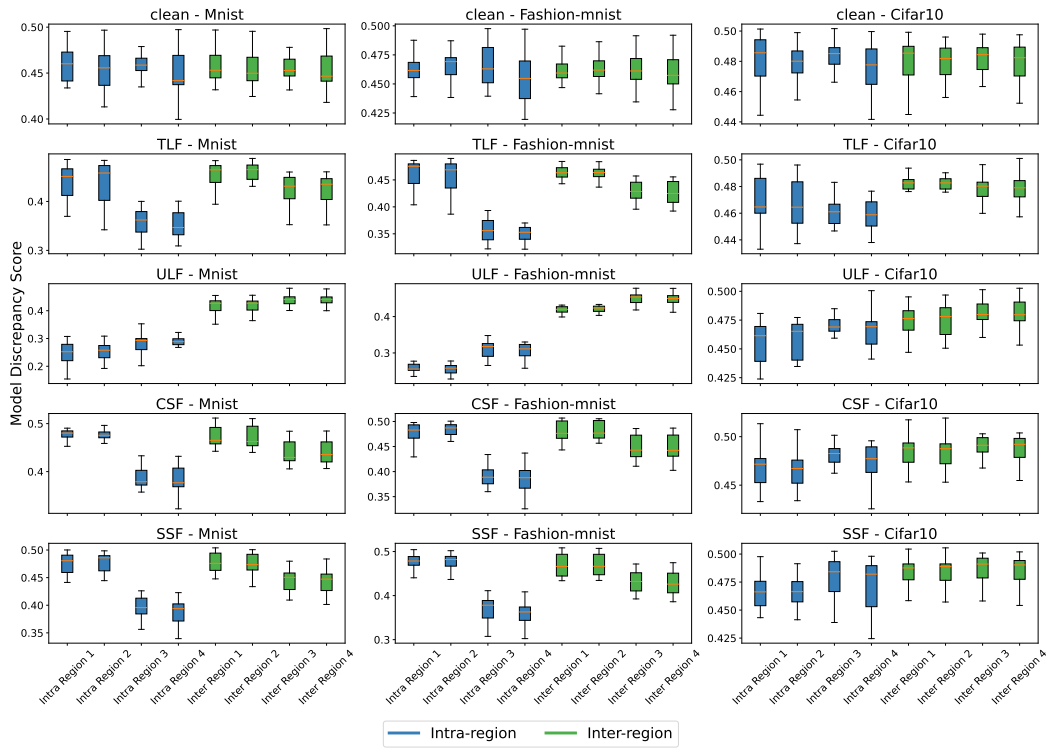 clean - Mnist
clean - Fashion-mnist
clean - Cifar10
0.50
0.45
0.40
0.500
0.475
0.450
0.425
0.50
0.48
0.46
0.44
TLF - Mnist
TLF - Fashion-mnist
TLF - Cifar10
0.4
0.3
0.45
0.40
0.35
0.50
0.48
0.46
0.44
Model Discrepancy Score
ULF - Mnist
ULF - Fashion-mnist
ULF - Cifar10
0.4
0.3
0.2
0.4
0.3
0.500
0.475
0.450
0.425
CSF - Mnist
CSF - Fashion-mnist
CSF - Cifar10
0.5
0.4
0.50
0.45
0.40
0.35
0.50
0.45
SSF - Mnist
SSF - Fashion-mnist
SSF - Cifar10
0.50
0.45
0.40
0.35
0.5
0.4
0.3
0.500
0.475
0.450
0.425
Intra Region 1
Intra Region 2
Intra Region 3
Intra Region 4
Inter Region 1
Inter Region 2
Inter Region 3
Inter Region 4
Intra Region 1
Intra Region 2
Intra Region 3
Intra Region 4
Inter Region 1
Inter Region 2
Inter Region 3
Inter Region 4
Intra Region 1
Intra Region 2
Intra Region 3
Intra Region 4
Inter Region 1
Inter Region 2
Inter Region 3
Inter Region 4
Intra-region
Inter-region